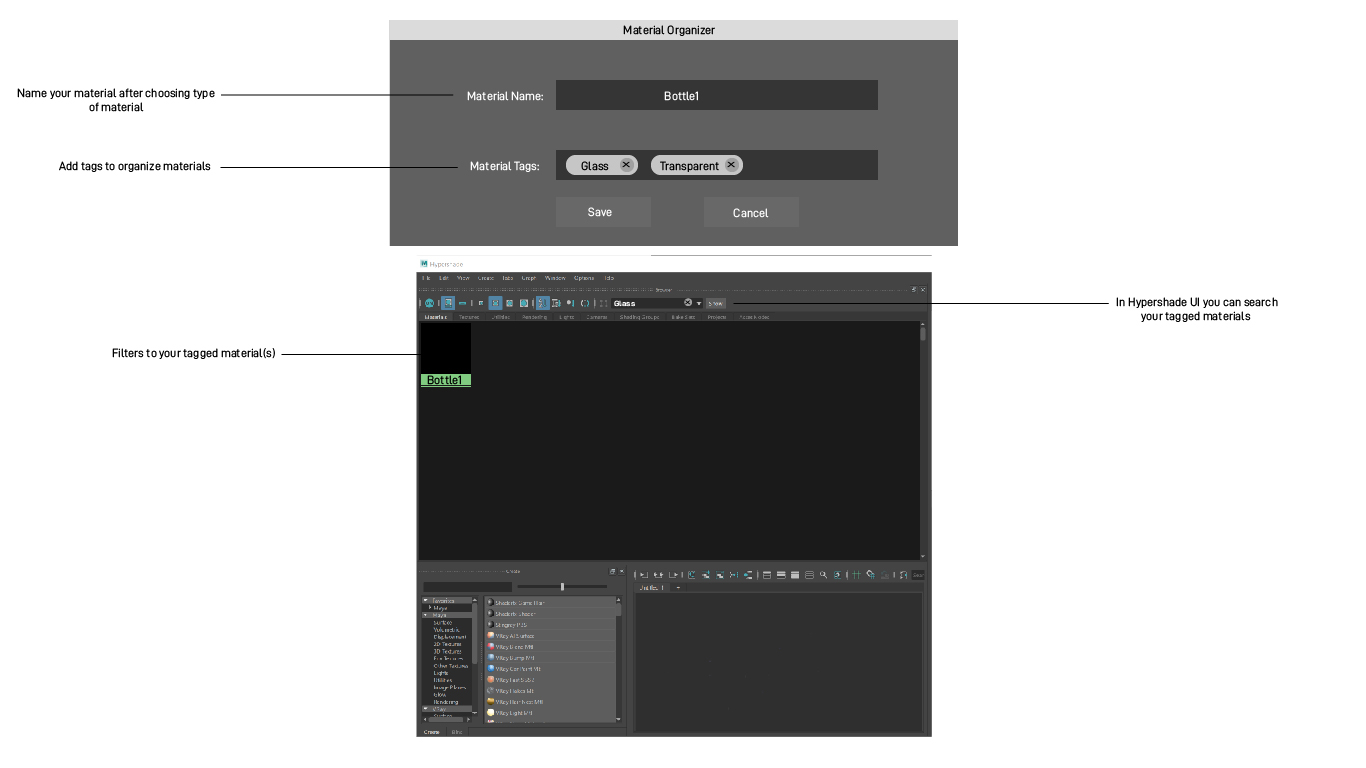 Material Organizer
Name your material after choosing type
of material
Material Name:
Bottle1
Add tags to organize materials
Material Tags:
Glass
Transparent
Save
Cancel
Hypershade
File Edit View Create Tabs Graph Window Options Help
Browser
Glass
Show
In Hypershade UI you can search
your tagged materials
Materials Textures Utilities Rendering Lights Cameras Shading Groups Bake Sets Projects Asset Nodes
Filters to your tagged material(s)
Bottle1
Create
Untitled_1
Favorites
Maya
Maya
Surface
Volumetric
Displacement
2D Textures
3D Textures
Env Textures
Other Textures
Lights
Utilities
Image Planes
Glow
Rendering
VRay
Surface
Shaderfx Shader
Stingray PBS
VRay Blend Mtl
VRay Bump Mtl
VRay Car Paint Mtl
VRay Fast SSS2
VRay Flakes Mtl
VRay Hair Next Mtl
VRay Light Mtl
Create
Bins